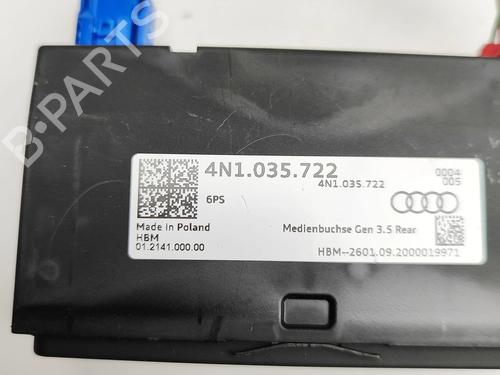 4N1.035.722
4N1.035.722
0004
005
6PS
Made in Poland
HBM
01.2141.000.00
Medienbuchse Gen 3.5 Rear
HBM--2601.09.2000019971
B-PARTS